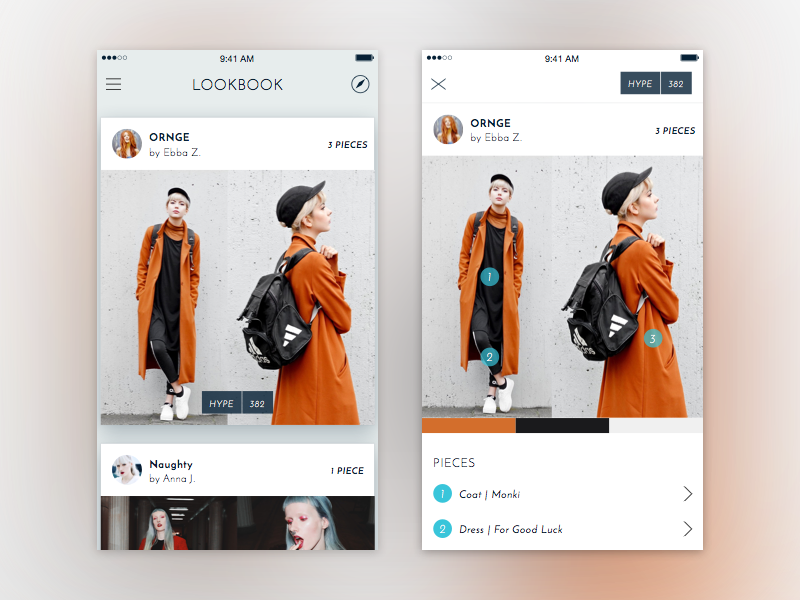 9:41 AM
LOOKBOOK
ORNGE
by Ebba Z.
3 PIECES
HYPE 382
Naughty
by Anna J.
1 PIECE
9:41 AM
HYPE 382
ORNGE
by Ebba Z.
3 PIECES
1
2
3
PIECES
1 Coat | Monki
2 Dress | For Good Luck